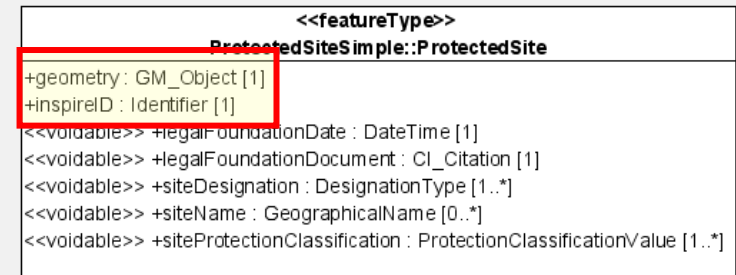 <<featureType>>
ProtectedSiteSimple::ProtectedSite
+geometry : GM_Object [1]
+inspireID : Identifier [1]
<<voidable>> +legalFoundationDate : DateTime [1]
<<voidable>> +legalFoundationDocument : CI_Citation [1]
<<voidable>> +siteDesignation : DesignationType [1..*]
<<voidable>> +siteName : GeographicalName [0..*]
<<voidable>> +siteProtectionClassification : ProtectionClassificationValue [1..*]